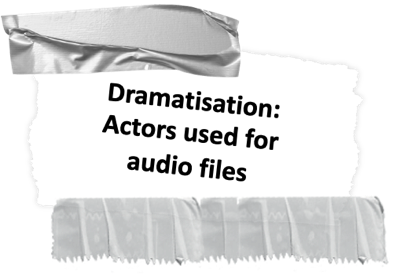 Dramatisation:
Actors used for
audio files